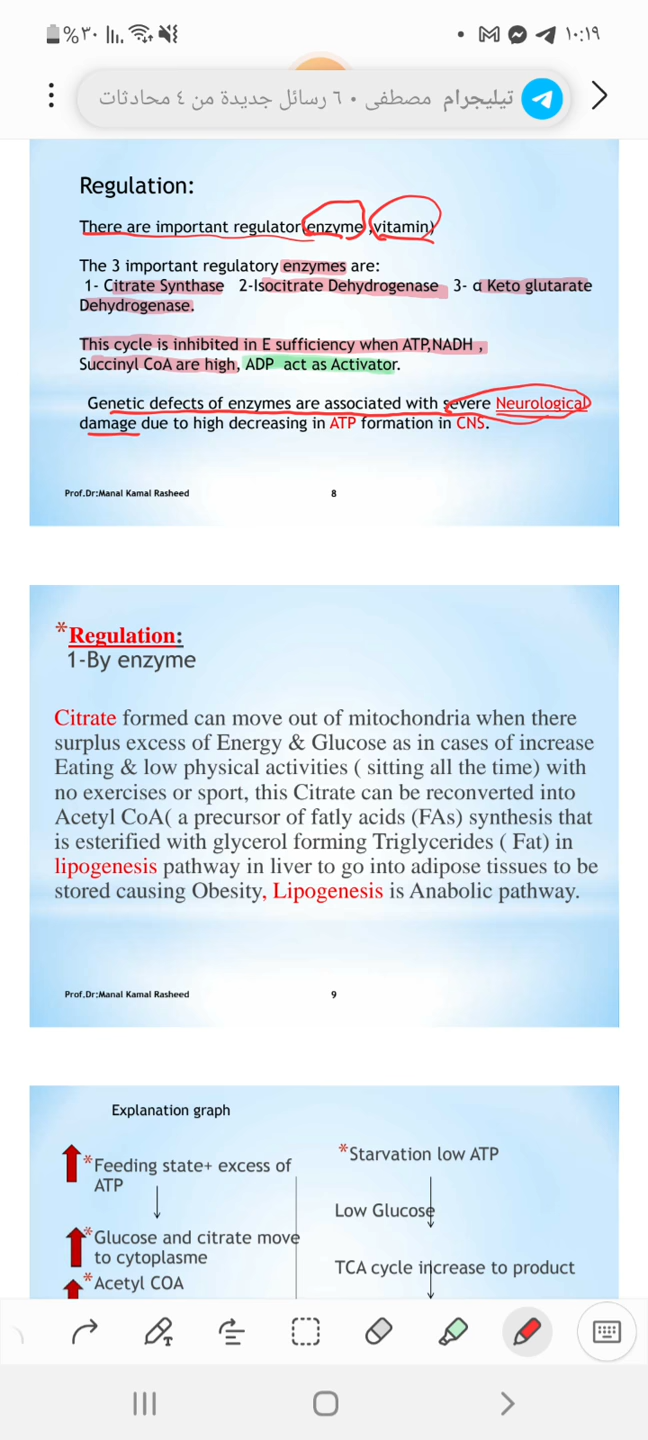 %٣٠
١٠:١٩
تيليجرام مصطفى • ٦ رسائل جديدة من ٤ محادثات
Regulation:
There are important regulator(enzyme ,vitamin)
The 3 important regulatory enzymes are:
1- Citrate Synthase 2-Isocitrate Dehydrogenase 3- α Keto glutarate
Dehydrogenase.
This cycle is inhibited in E sufficiency when ATP,NADH ,
Succinyl CoA are high, ADP act as Activator.
Genetic defects of enzymes are associated with severe Neurological
damage due to high decreasing in ATP formation in CNS.
Prof.Dr:Manal Kamal Rasheed
8
*Regulation:
1-By enzyme
Citrate formed can move out of mitochondria when there
surplus excess of Energy & Glucose as in cases of increase
Eating & low physical activities ( sitting all the time) with
no exercises or sport, this Citrate can be reconverted into
Acetyl CoA( a precursor of fatly acids (FAs) synthesis that
is esterified with glycerol forming Triglycerides ( Fat) in
lipogenesis pathway in liver to go into adipose tissues to be
stored causing Obesity, Lipogenesis is Anabolic pathway.
Prof.Dr:Manal Kamal Rasheed
9
Explanation graph
*Feeding state+ excess of
ATP
*Glucose and citrate move
to cytoplasme
*Acetyl COA
*Starvation low ATP
Low Glucose
TCA cycle increase to product